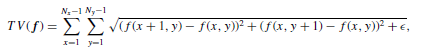 TV(f) = \sum_{x=1}^{N_x-1} \sum_{y=1}^{N_y-1} \sqrt{(f(x+1,y) - f(x,y))^2 + (f(x,y+1) - f(x,y))^2 + \epsilon},